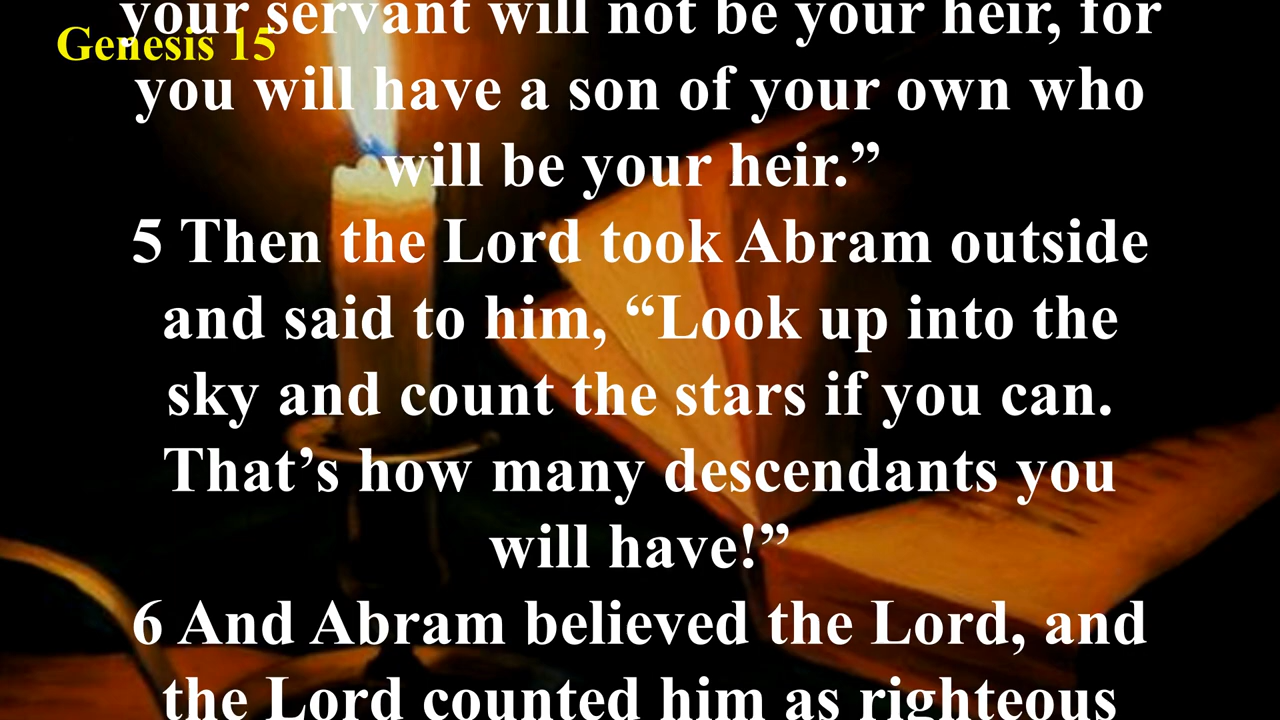 your servant will not be your heir, for
Genesis 15
you will have a son of your own who
will be your heir.”
5 Then the Lord took Abram outside
and said to him, “Look up into the
sky and count the stars if you can.
That’s how many descendants you
will have!”
6 And Abram believed the Lord, and
the Lord counted him as righteous